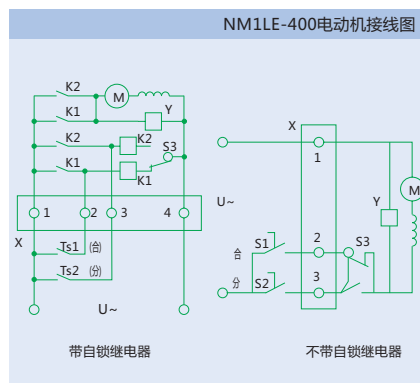 NM1LE-400电动机接线图
K2
M
K1
Y
K2
K2
S3
K1
K1
1
2
3
4
X
Ts1 (合)
Ts2 (分)
U~
带自锁继电器
X
1
U~
M
Y
合
S1
2
S3
分
S2
3
不带自锁继电器